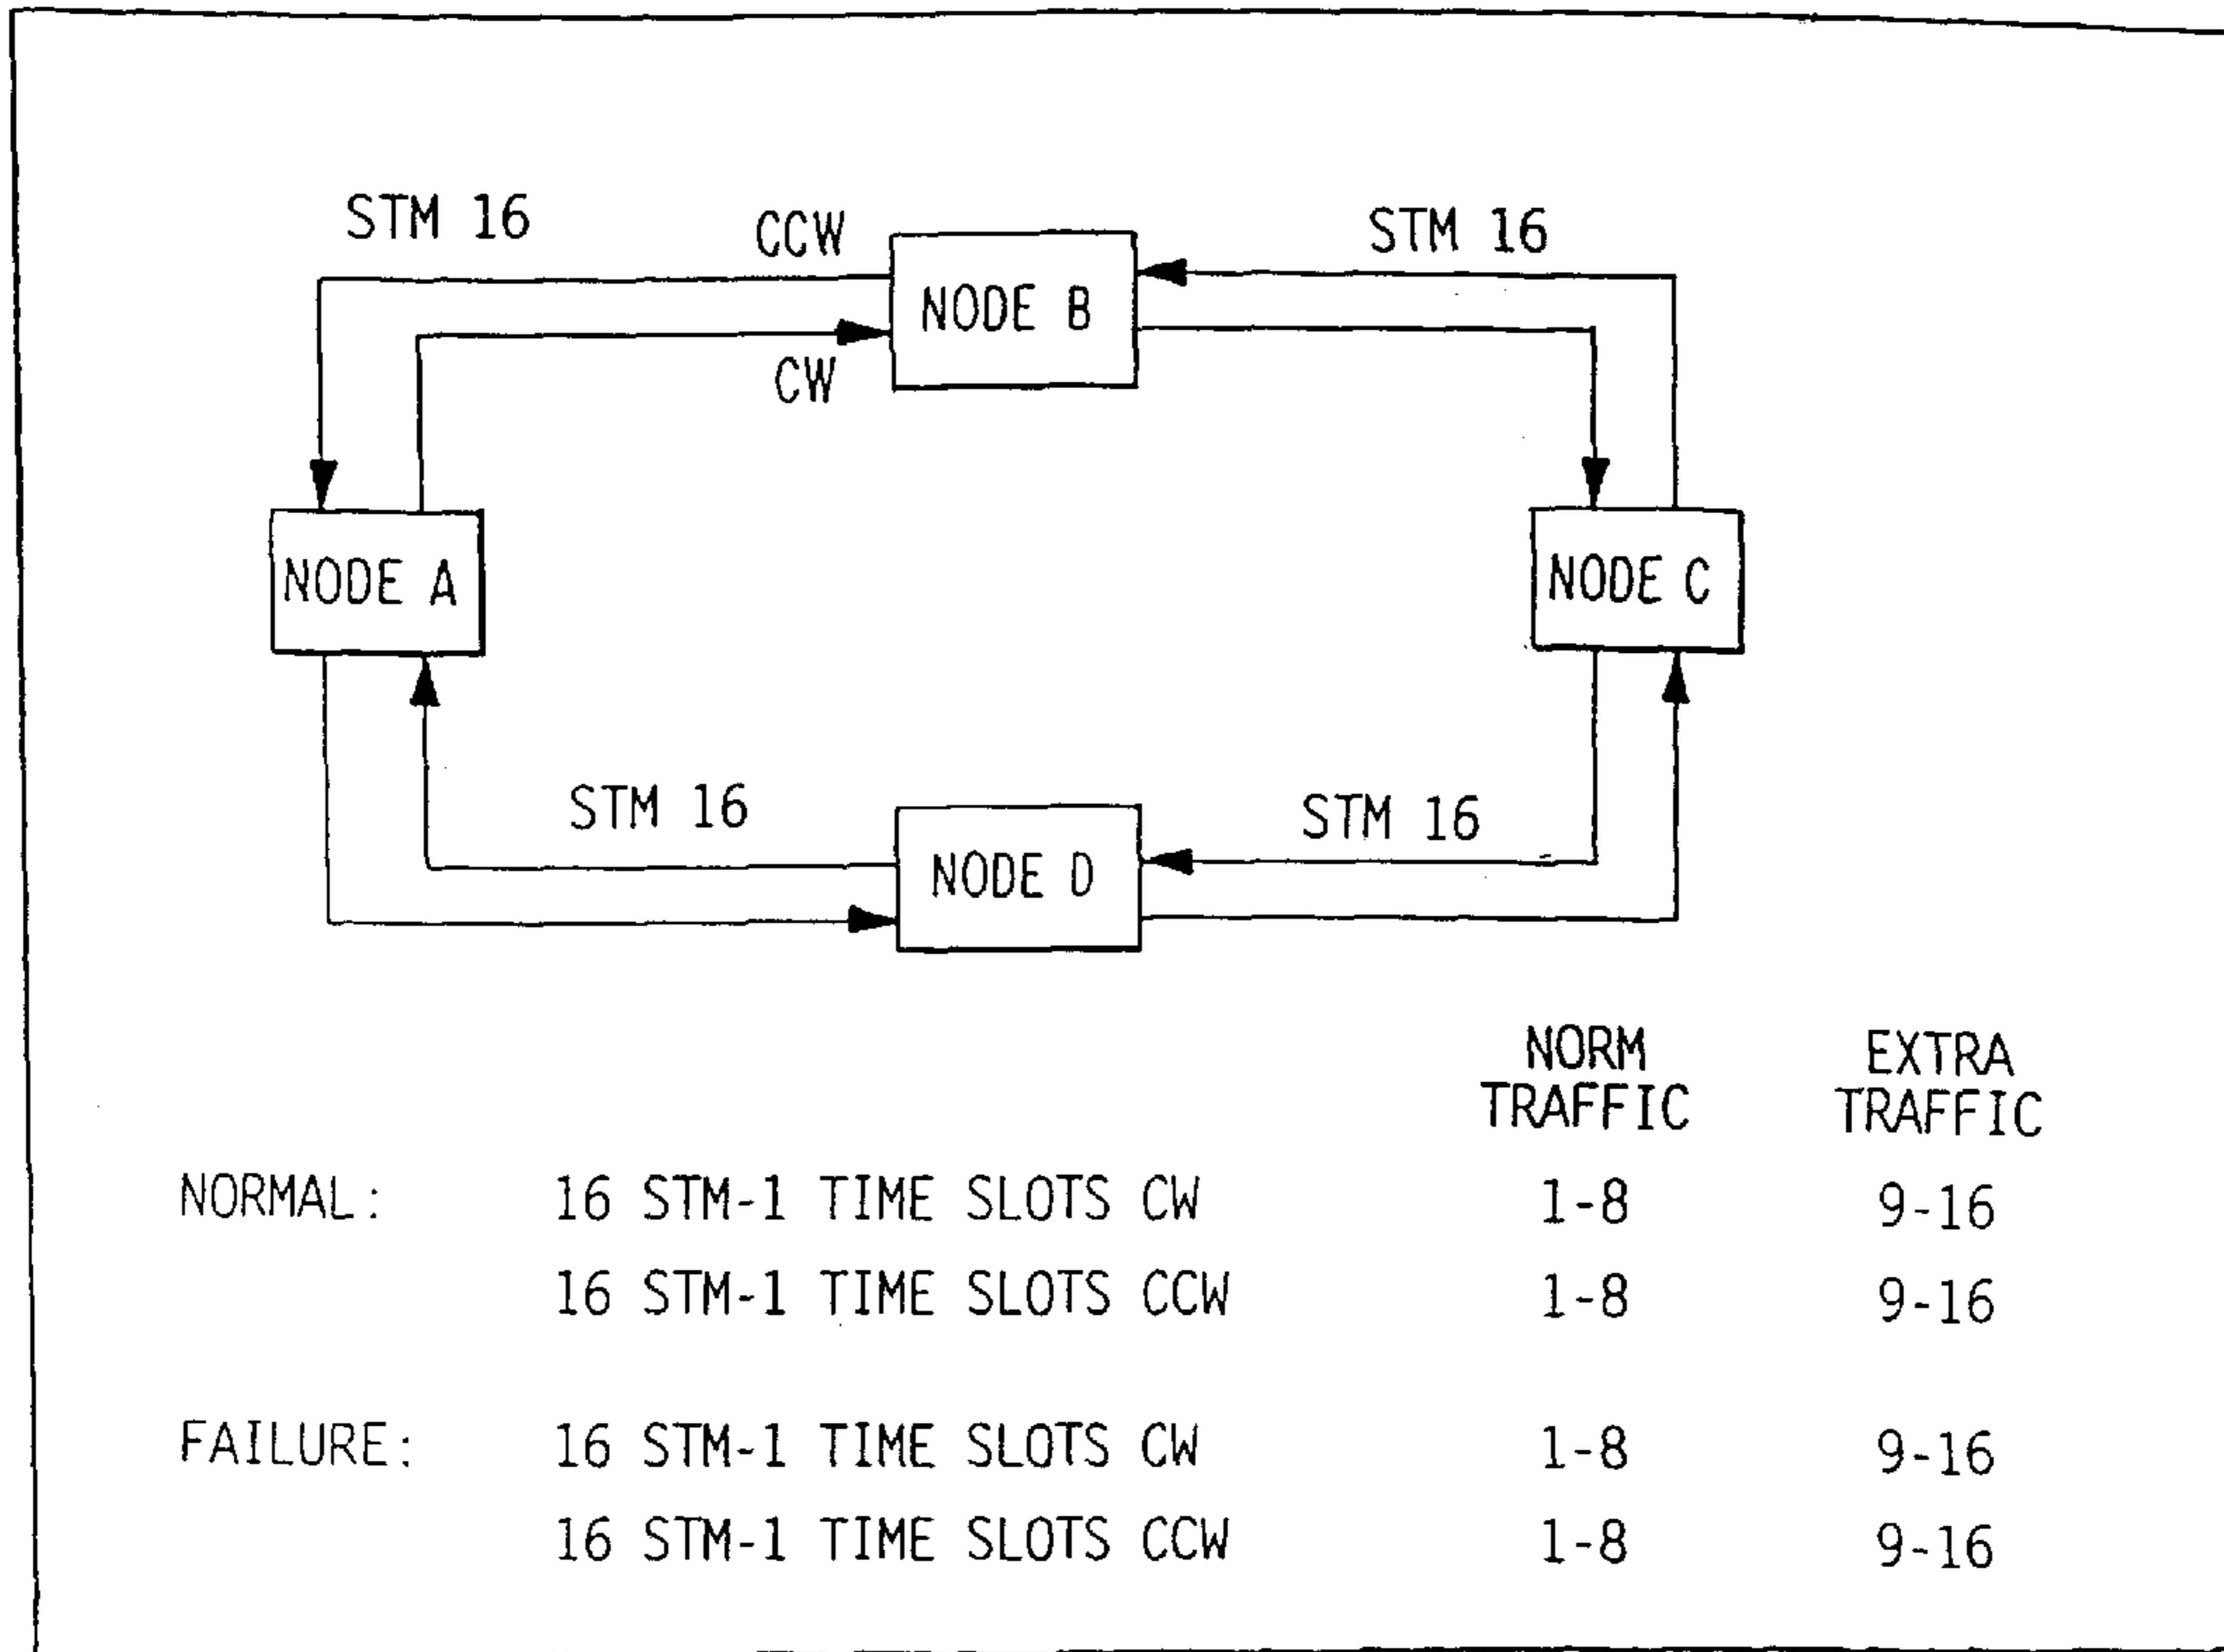 STM 16
CCW
STM 16
NODE B
CW
NODE A
NODE C
STM 16
STM 16
NODE D
NORM TRAFFIC
EXTRA TRAFFIC
NORMAL: 16 STM-1 TIME SLOTS CW 1-8 9-16
16 STM-1 TIME SLOTS CCW 1-8 9-16
FAILURE: 16 STM-1 TIME SLOTS CW 1-8 9-16
16 STM-1 TIME SLOTS CCW 1-8 9-16